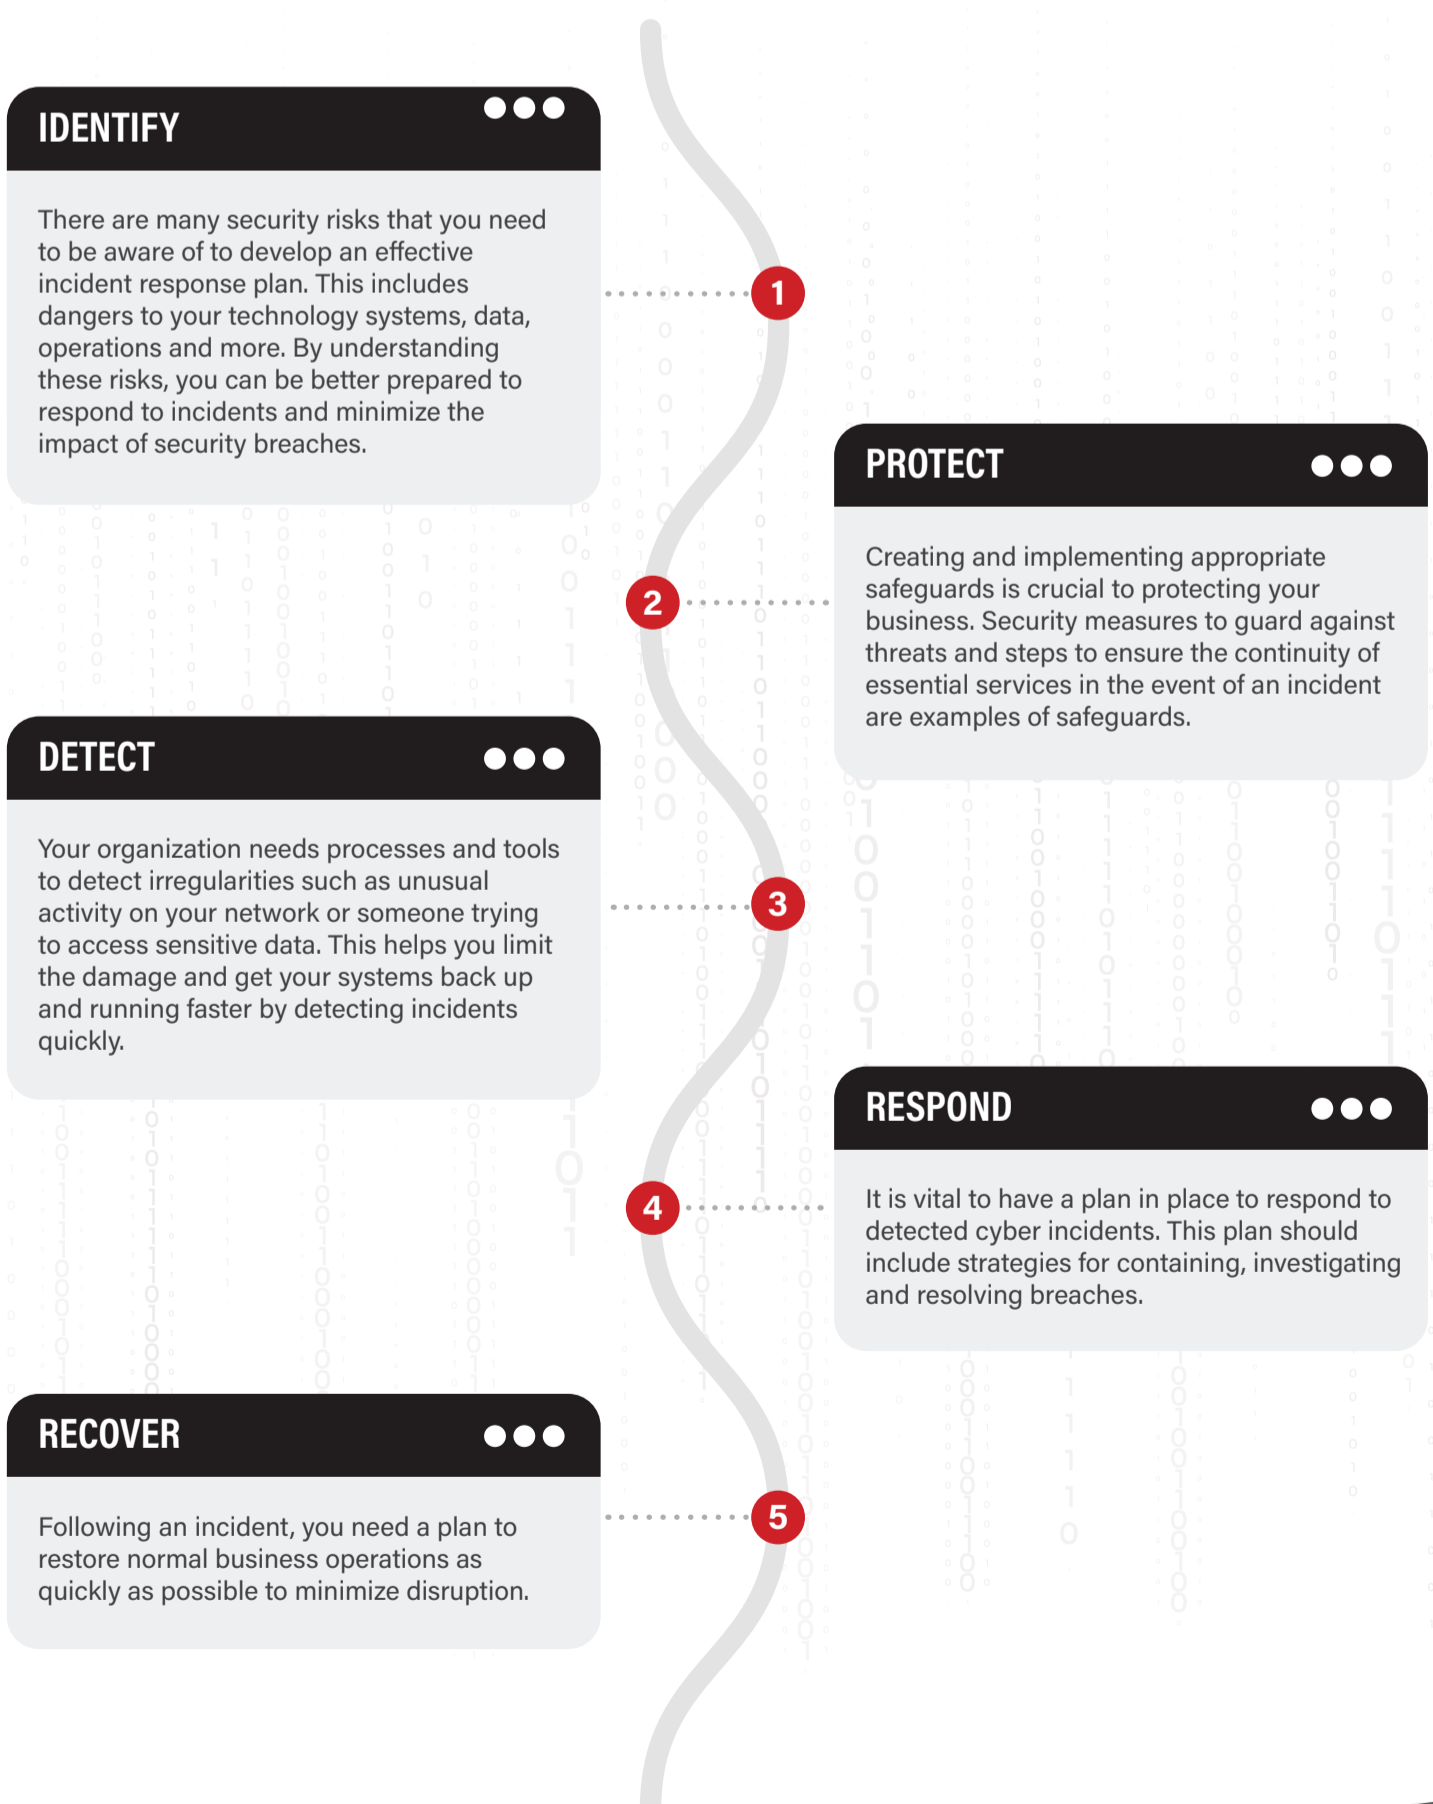 IDENTIFY
There are many security risks that you need
to be aware of to develop an effective
incident response plan. This includes
dangers to your technology systems, data,
operations and more. By understanding
these risks, you can be better prepared to
respond to incidents and minimize the
impact of security breaches.
1
PROTECT
Creating and implementing appropriate
safeguards is crucial to protecting your
business. Security measures to guard against
threats and steps to ensure the continuity of
essential services in the event of an incident
are examples of safeguards.
2
DETECT
Your organization needs processes and tools
to detect irregularities such as unusual
activity on your network or someone trying
to access sensitive data. This helps you limit
the damage and get your systems back up
and running faster by detecting incidents
quickly.
3
RESPOND
It is vital to have a plan in place to respond to
detected cyber incidents. This plan should
include strategies for containing, investigating
and resolving breaches.
4
RECOVER
Following an incident, you need a plan to
restore normal business operations as
quickly as possible to minimize disruption.
5